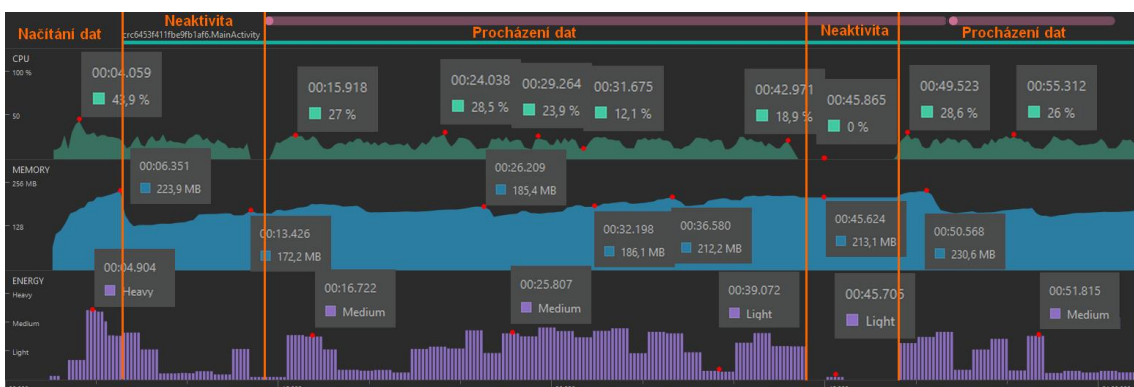 Načítání dat
Neaktivita
Procházení dat
Neaktivita
Procházení dat
crc6453f411fbe9fb1af6.MainActivity
CPU
100 %
50
00:04.059
43,9 %
00:15.918
27 %
00:24.038
28,5 %
00:29.264
23,9 %
00:31.675
12,1 %
00:42.971
18,9 %
00:45.865
0 %
00:49.523
28,6 %
00:55.312
26 %
MEMORY
256 MB
128
00:06.351
223,9 MB
00:13.426
172,2 MB
00:26.209
185,4 MB
00:32.198
186,1 MB
00:36.580
212,2 MB
00:45.624
213,1 MB
00:50.568
230,6 MB
ENERGY
Heavy
Medium
Light
00:04.904
Heavy
00:16.722
Medium
00:25.807
Medium
00:39.072
Light
00:45.705
Light
00:51.815
Medium